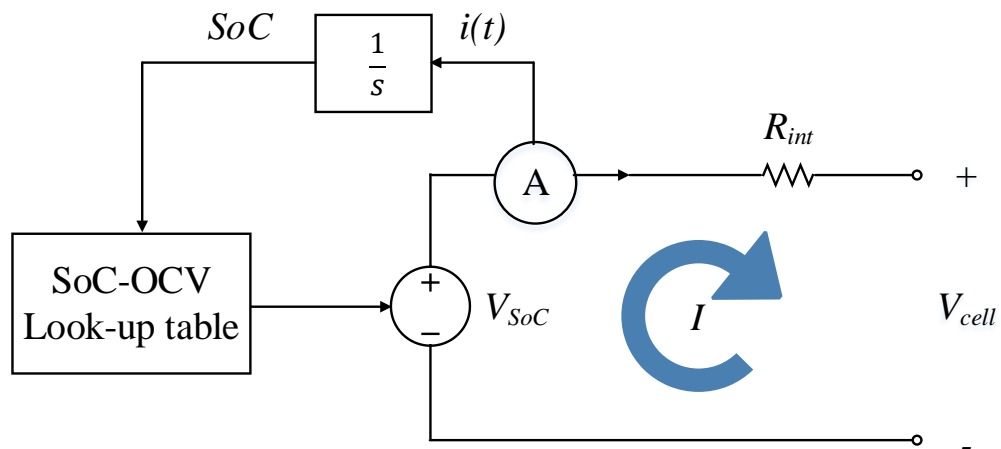 SoC
i(t)
1
s
R_int
A
+
SoC-OCV
Look-up table
+
−
V_SoC
I
V_cell
-